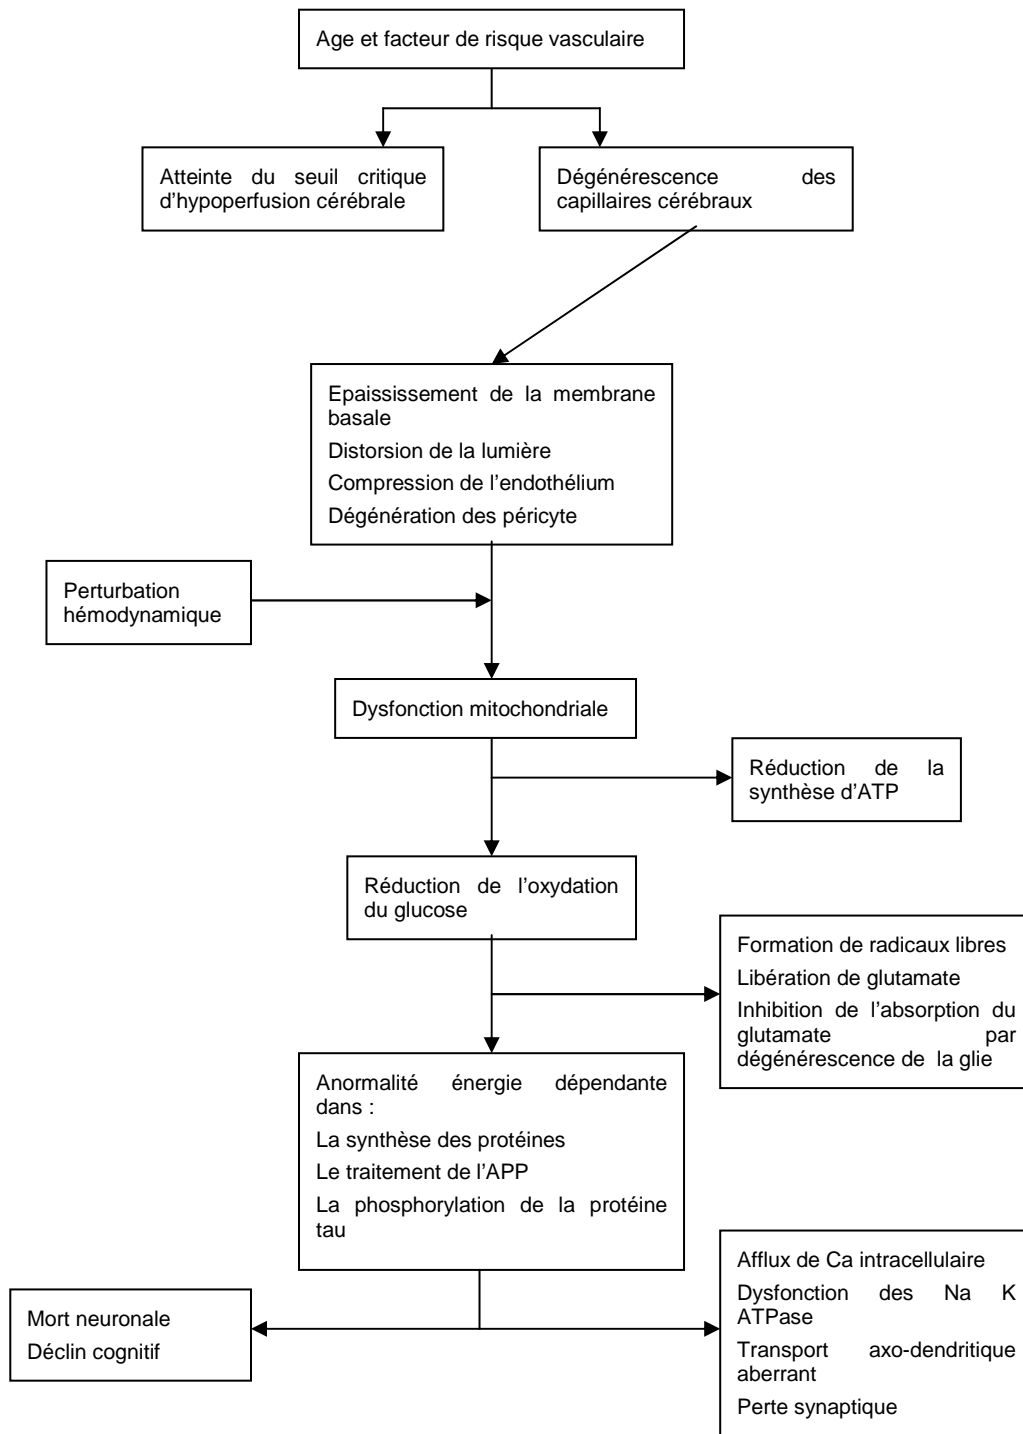 Age et facteur de risque vasculaire
Atteinte du seuil critique
d'hypoperfusion cérébrale
Dégénérescence des
capillaires cérébraux
Epaississement de la membrane
basale
Distorsion de la lumière
Compression de l'endothélium
Dégénération des péricyte
Perturbation
hémodynamique
Dysfonction mitochondriale
Réduction de la
synthèse d'ATP
Réduction de l'oxydation
du glucose
Formation de radicaux libres
Libération de glutamate
Inhibition de l'absorption du
glutamate par
dégénérescence de la glie
Anormalité énergie dépendante
dans :
La synthèse des protéines
Le traitement de l'APP
La phosphorylation de la protéine
tau
Afflux de Ca intracellulaire
Dysfonction des Na K
ATPase
Transport axo-dendritique
aberrant
Perte synaptique
Mort neuronale
Déclin cognitif